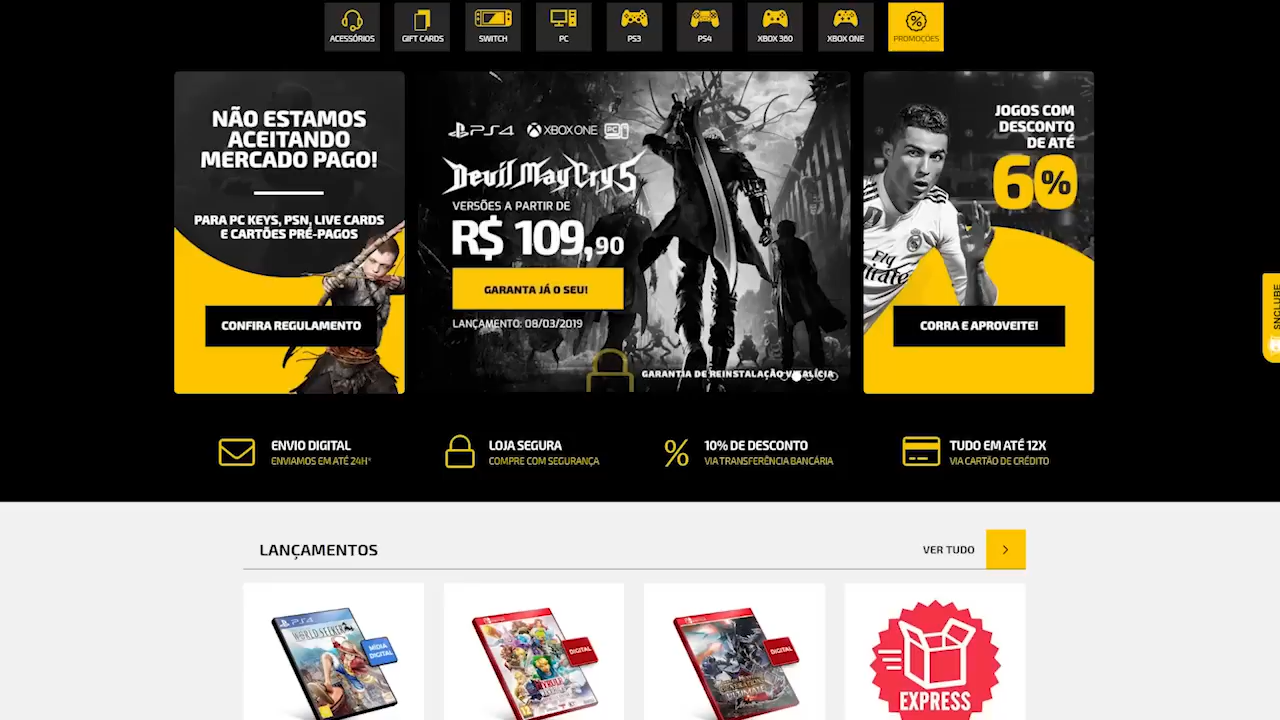 ACESSÓRIOS
GIFT CARDS
SWITCH
PC
PS3
PS4
XBOX 360
XBOX ONE
%
PROMOÇÕES
NÃO ESTAMOS
ACEITANDO
MERCADO PAGO!
PARA PC KEYS, PSN, LIVE CARDS
E CARTÕES PRÉ-PAGOS
CONFIRA REGULAMENTO
PS4 XBOX ONE PC
Devil May Cry 5
VERSÕES A PARTIR DE
R$ 109,90
GARANTA JÁ O SEU!
LANÇAMENTO: 08/03/2019
GARANTIA DE REINSTALAÇÃO VITALÍCIA
JOGOS COM
DESCONTO
DE ATÉ
60%
Fly
Emirates
CORRA E APROVEITE!
SNCLUBE
ENVIO DIGITAL
ENVIAMOS EM ATÉ 24H*
LOJA SEGURA
COMPRE COM SEGURANÇA
%
10% DE DESCONTO
VIA TRANSFERÊNCIA BANCÁRIA
TUDO EM ATÉ 12X
VIA CARTÃO DE CRÉDITO
LANÇAMENTOS
VER TUDO
PS4
WORLD SEEKER
MÍDIA
DIGITAL
DIGITAL
GENERATIONS
ULTIMATE
DIGITAL
EXPRESS